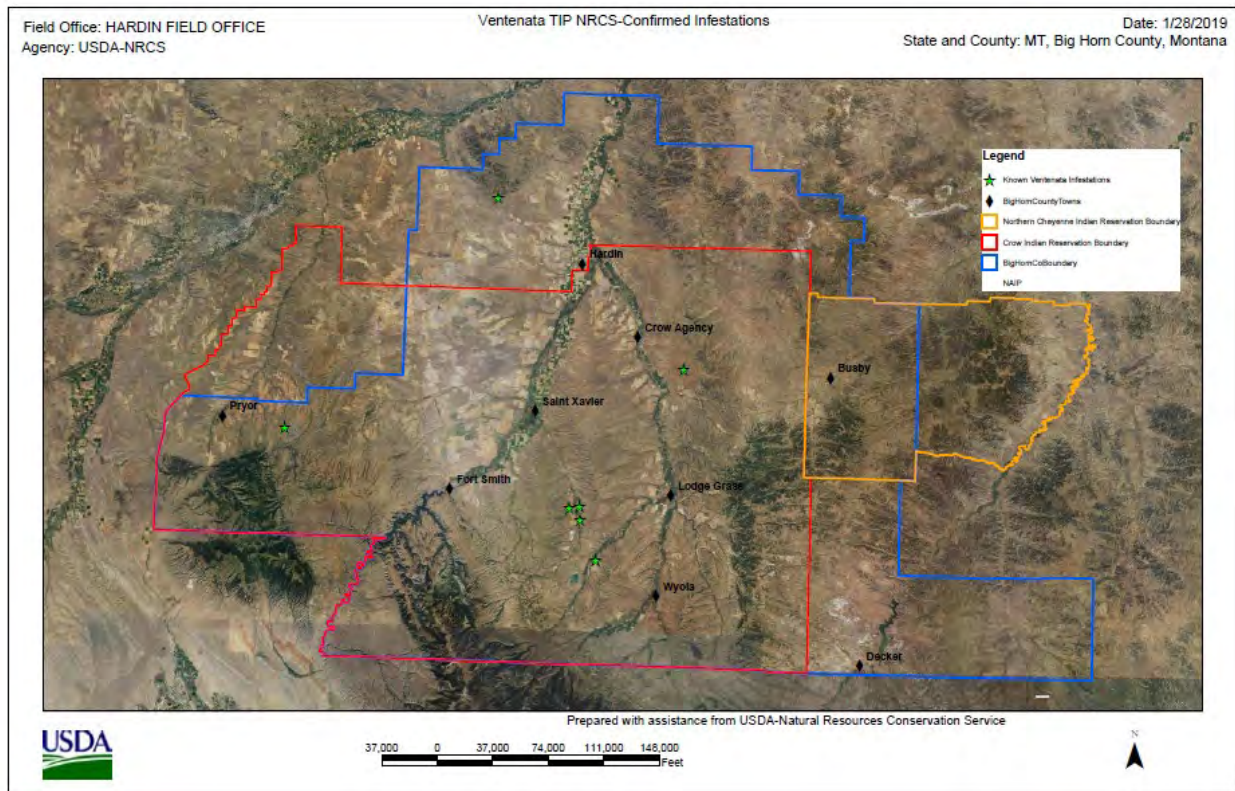 Field Office: HARDIN FIELD OFFICE
Agency: USDA-NRCS
Ventenata TIP NRCS-Confirmed Infestations
Date: 1/28/2019
State and County: MT, Big Horn County, Montana
Legend
Known Ventenata Infestations
BigHornCountyTowns
Northern Cheyenne Indian Reservation Boundary
Crow Indian Reservation Boundary
BigHornCoBoundary
NAIP
Hardin
Crow Agency
Busby
Pryor
Saint Xavier
Fort Smith
Lodge Grass
Wyola
Decker
Prepared with assistance from USDA-Natural Resources Conservation Service
USDA
37,000 0 37,000 74,000 111,000 148,000
Feet
N